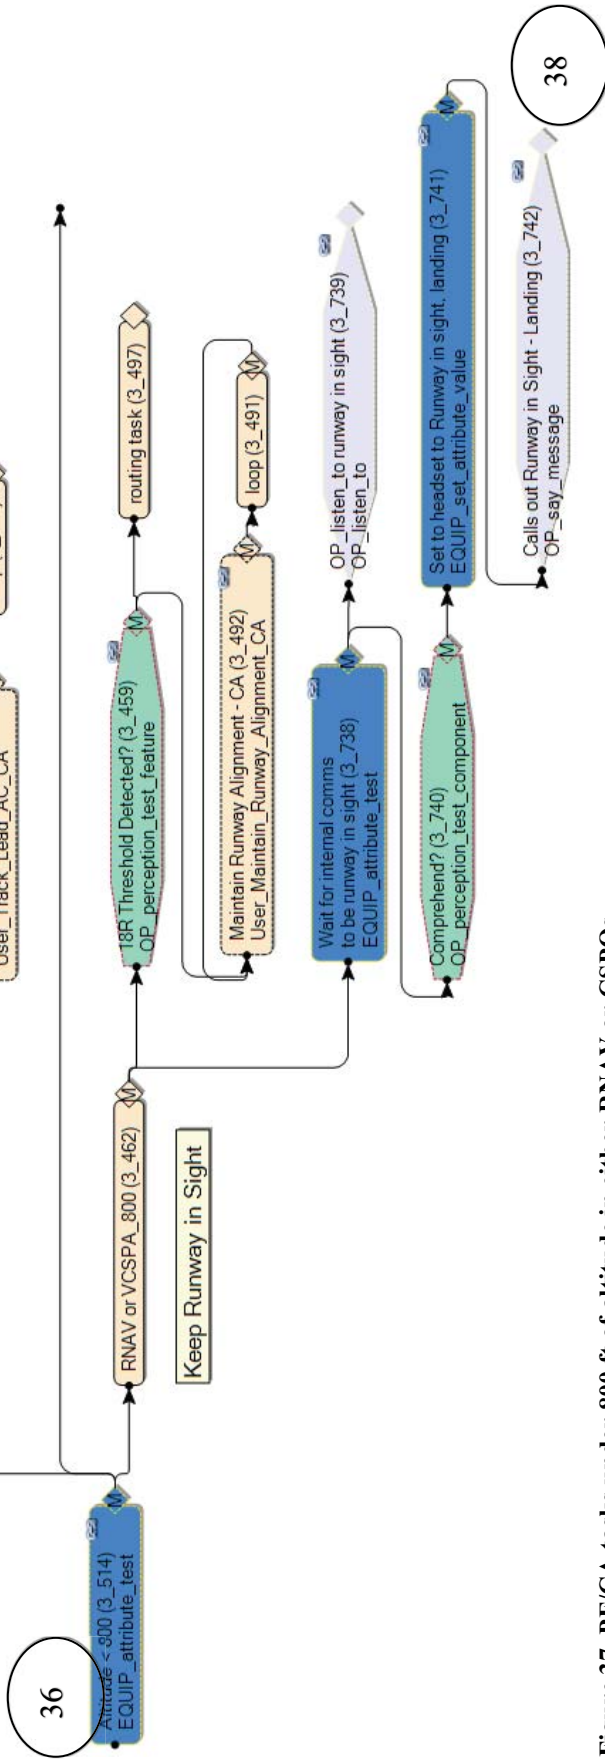 36
Altitude < 800 (3_514)
EQUIP_attribute_test
M
RNAV or VCSPA_800 (3_462)
M
Keep Runway in Sight
User_Track_Lead_AC_CA
18R Threshold Detected? (3_459)
OP_perception_test_feature
M
routing task (3_497)
Maintain Runway Alignment - CA (3_492)
User_Maintain_Runway_Alignment_CA
M
loop (3_491)
M
Wait for internal comms
to be runway in sight (3_738)
EQUIP_attribute_test
M
OP_listen_to runway in sight (3_739)
OP_listen_to
Comprehend? (3_740)
OP_perception_test_component
M
Set to headset to Runway in sight, landing (3_741)
EQUIP_set_attribute_value
M
Calls out Runway in Sight - Landing (3_742)
OP_say_message
38
Figure 37. PF/CA tasks under 800 ft of altitude in either RNAV or CSPO